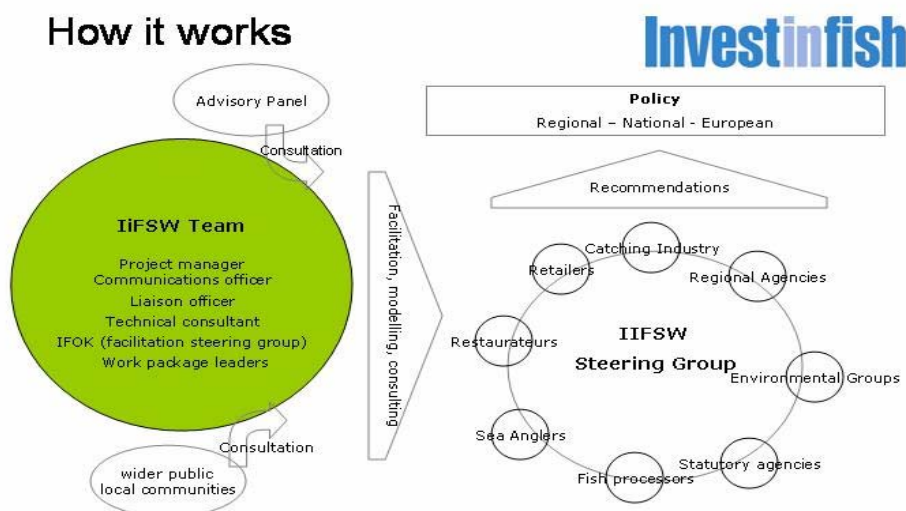 How it works
Investinfish
Advisory Panel
Consultation
IiFSW Team
Project manager
Communications officer
Liaison officer
Technical consultant
IFOK (facilitation steering group)
Work package leaders
Consultation
wider public
local communities
Facilitation, modelling, consulting
Policy
Regional – National - European
Recommendations
Catching Industry
Retailers
Regional Agencies
Restaurateurs
IIFSW
Steering Group
Environmental Groups
Sea Anglers
Statutory agencies
Fish processors